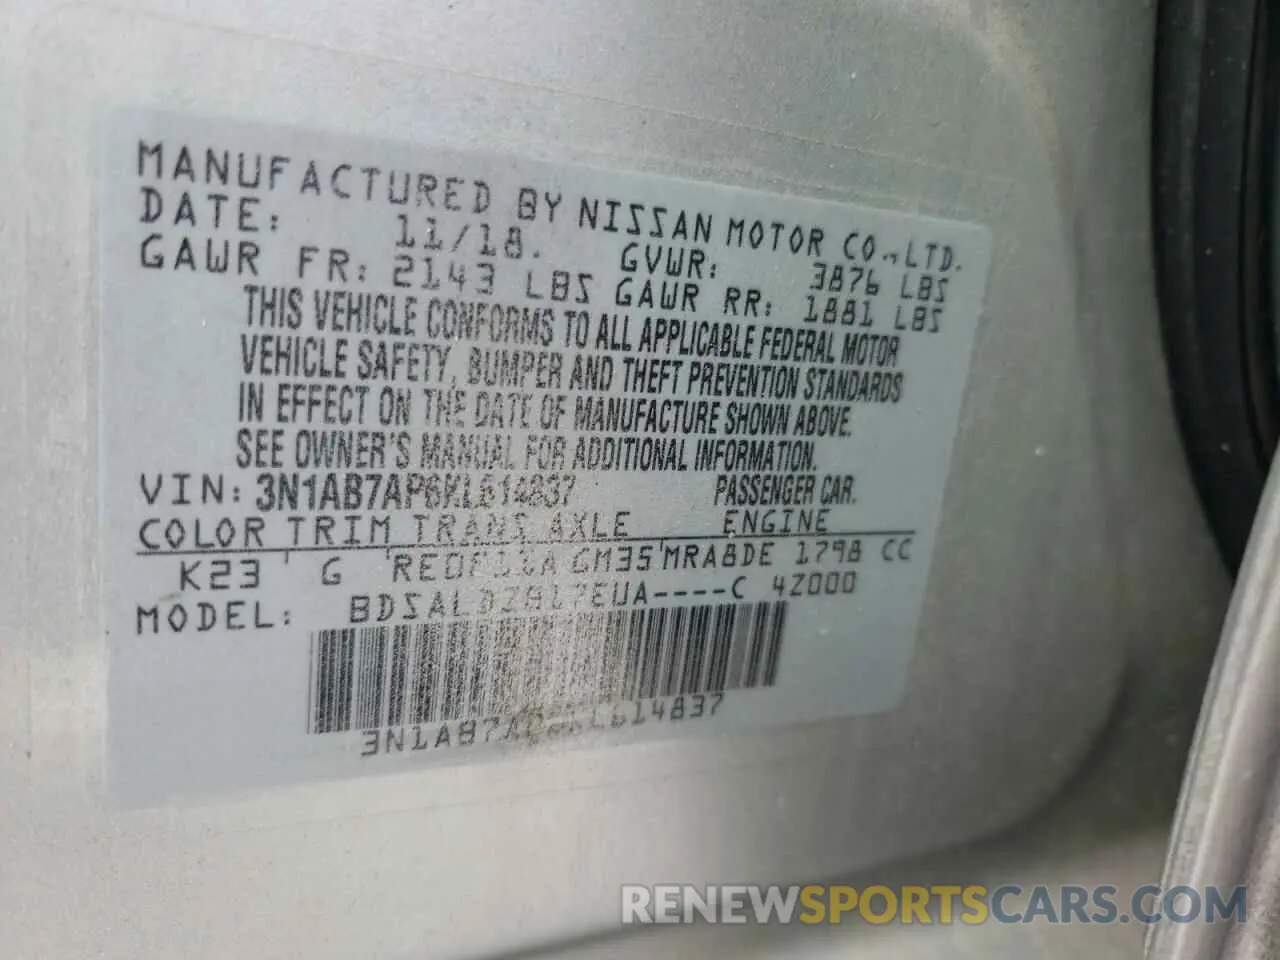 MANUFACTURED BY NISSAN MOTOR CO.,LTD.
DATE: 11/18. GVWR: 3876 LBS
GAWR FR: 2143 LBS GAWR RR: 1881 LBS
THIS VEHICLE CONFORMS TO ALL APPLICABLE FEDERAL MOTOR
VEHICLE SAFETY, BUMPER AND THEFT PREVENTION STANDARDS
IN EFFECT ON THE DATE OF MANUFACTURE SHOWN ABOVE.
SEE OWNER'S MANUAL FOR ADDITIONAL INFORMATION.
VIN: 3N1AB7AP6KL614837 PASSENGER CAR.
COLOR TRIM TRANS AXLE ENGINE
K23 G GM35 MRA8DE 1798 CC
MODEL: 4Z000
RENEWSPORTSCARS.COM